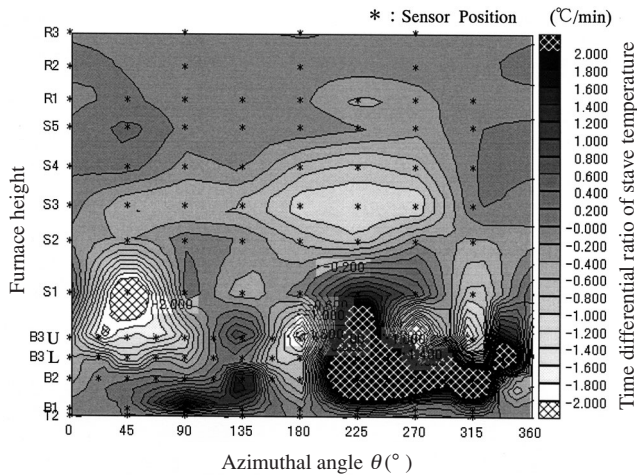 * : Sensor Position
(℃/min)
R3
R2
R1
S5
S4
S3
S2
S1
B3U
B3L
B2
B1
T2
Furnace height
-0.200
-2.000
0 45 90 135 180 225 270 315 360
Azimuthal angle θ(°)
2.000
1.800
1.600
1.400
1.200
1.000
0.800
0.600
0.400
0.200
-0.000
-0.200
-0.400
-0.600
-0.800
-1.000
-1.200
-1.400
-1.600
-1.800
-2.000
Time differential ratio of stave temperature